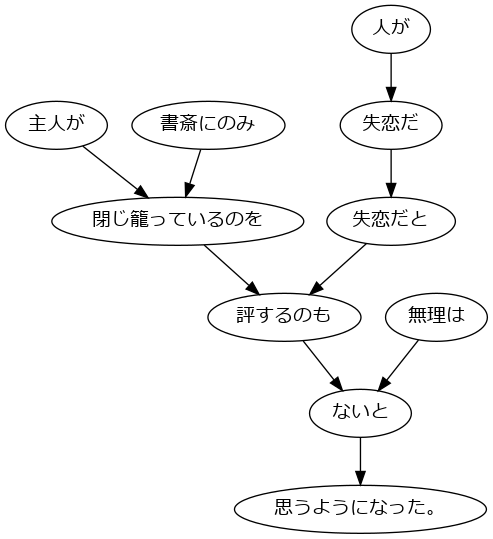 人が
主人が
書斎にのみ
失恋だ
閉じ籠っているのを
失恋だと
評するのも
無理は
ないと
思うようになった。